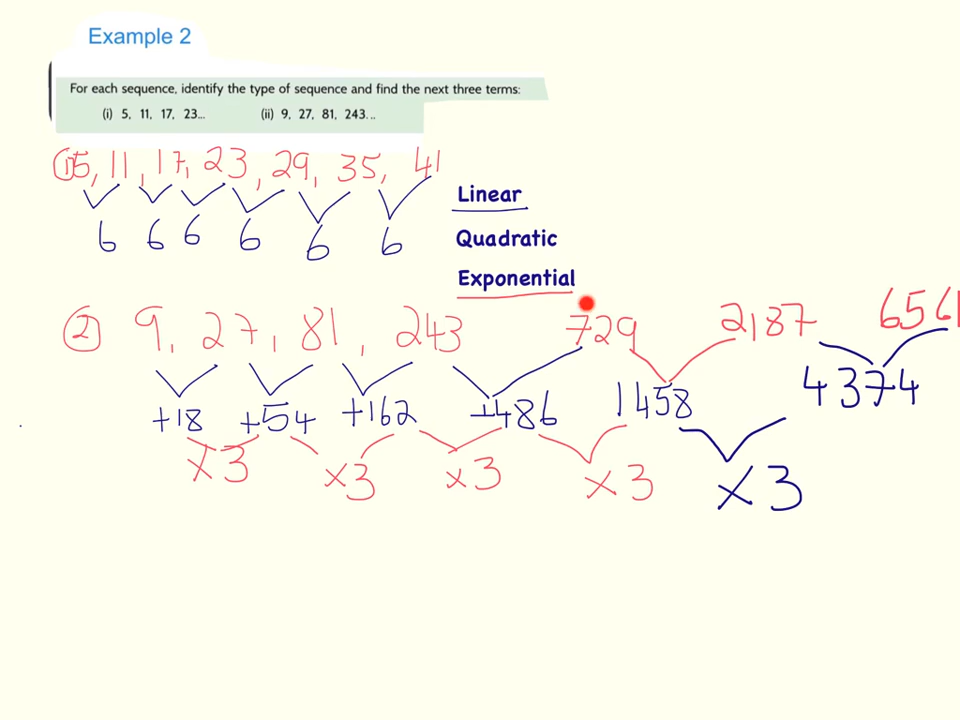 Example 2
For each sequence, identify the type of sequence and find the next three terms:
(i) 5, 11, 17, 23... (ii) 9, 27, 81, 243...
(1) 5, 11, 17, 23, 29, 35, 41
Linear
6 6 6 6 6 6
Quadratic
Exponential
(2) 9, 27, 81, 243 729 2187 6561
+18 +54 +162 +486 1458 4374
×3 ×3 ×3 ×3 ×3